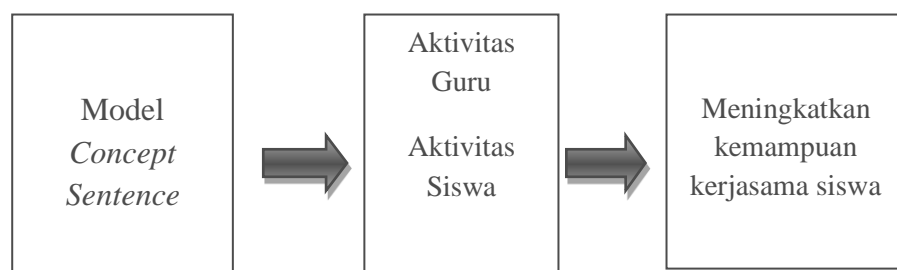 Model
Concept
Sentence
Aktivitas
Guru
Aktivitas
Siswa
Meningkatkan
kemampuan
kerjasama siswa